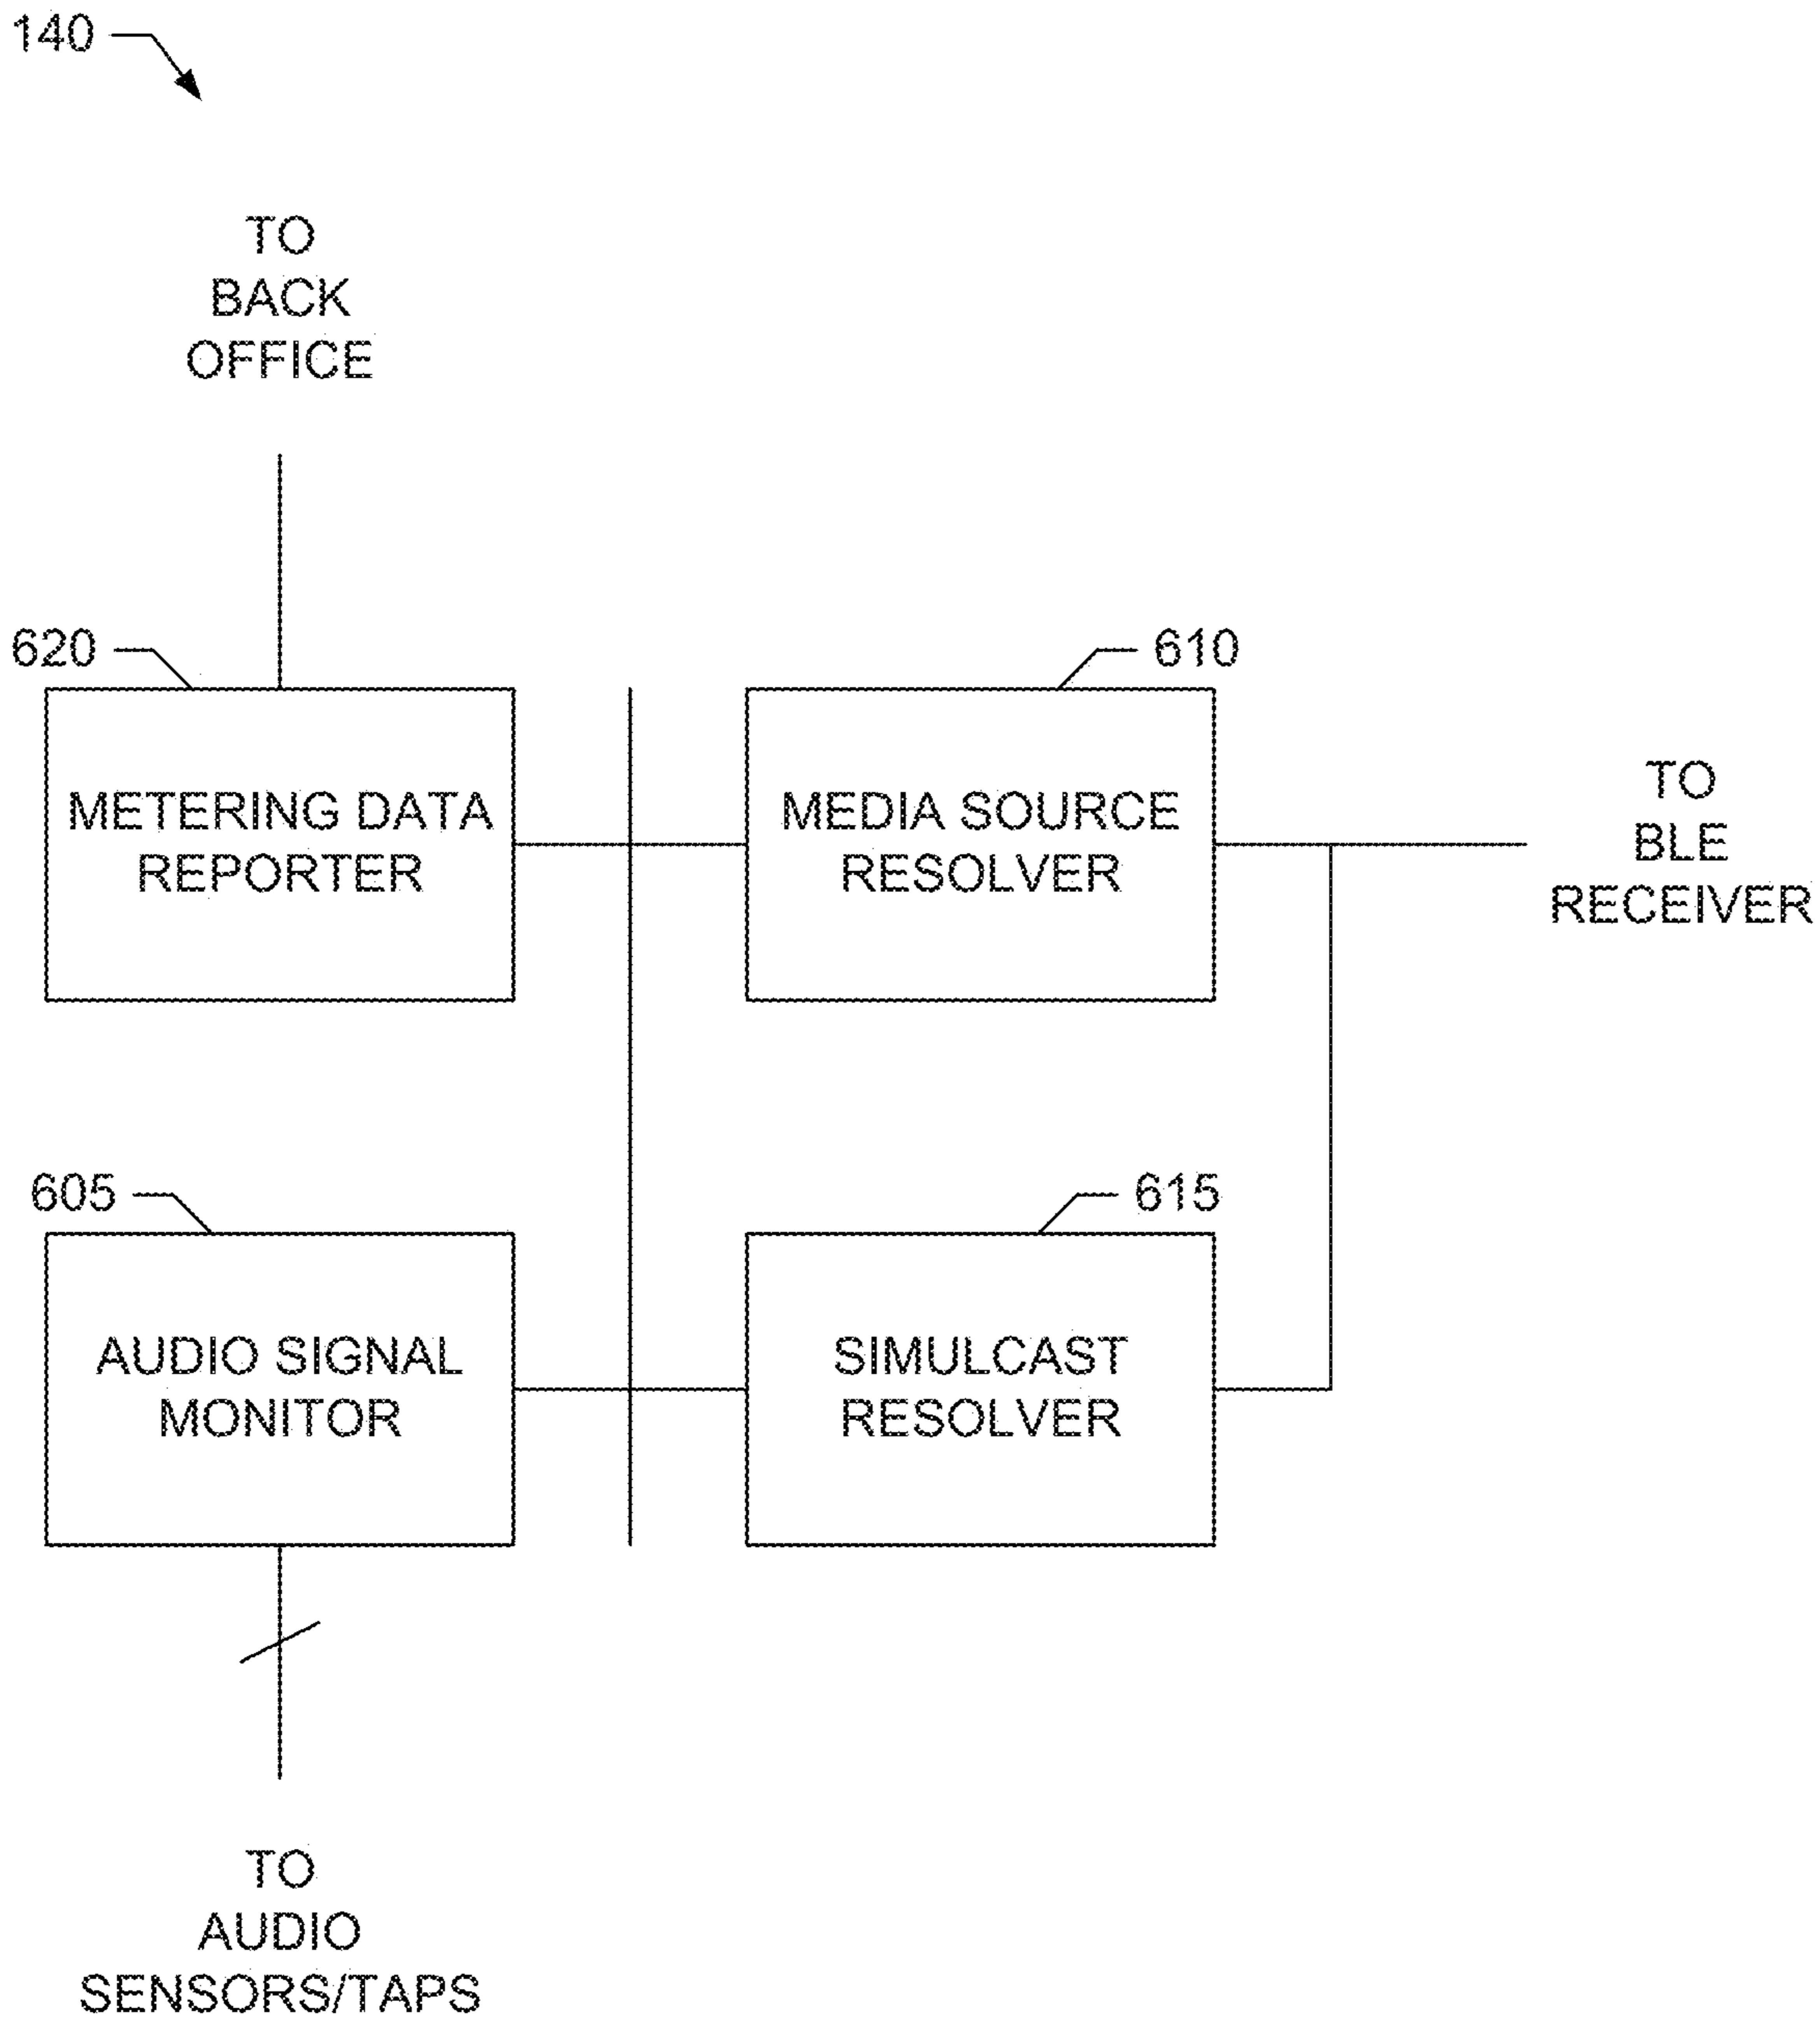 140
TO
BACK
OFFICE
620
610
METERING DATA
REPORTER
MEDIA SOURCE
RESOLVER
TO
BLE
RECEIVER
605
615
AUDIO SIGNAL
MONITOR
SIMULCAST
RESOLVER
TO
AUDIO
SENSORS/TAPS